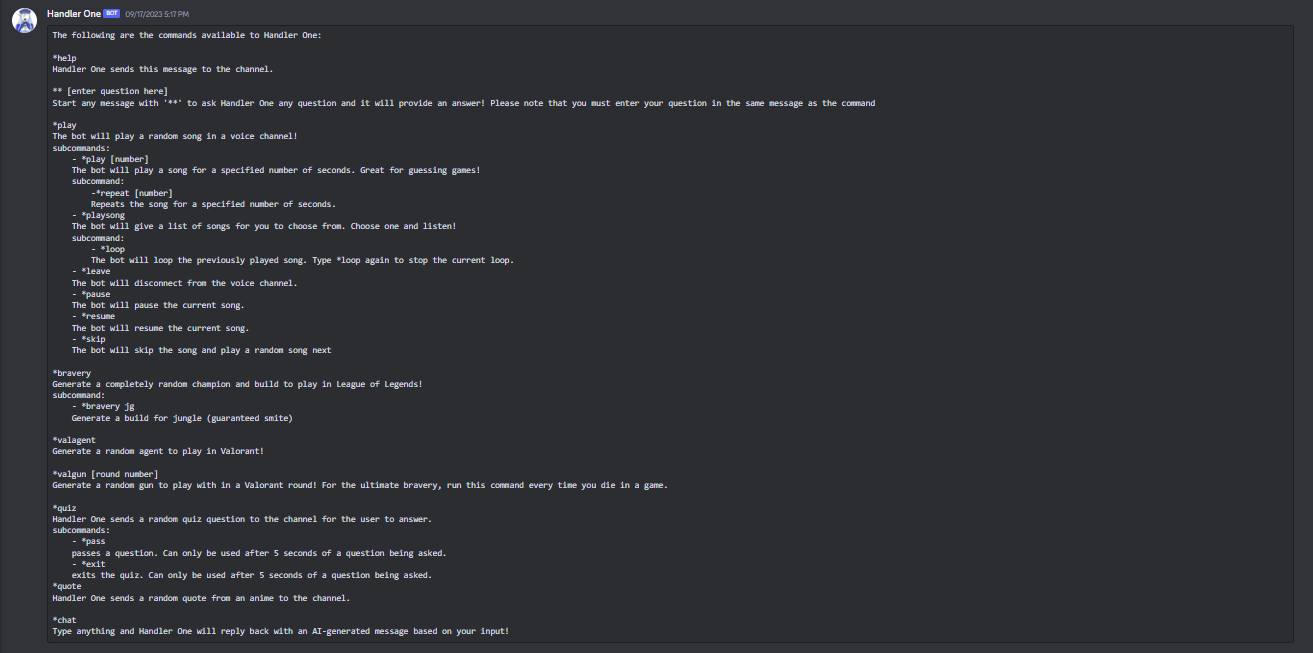 Handler One BOT 09/17/2023 5:17 PM
The following are the commands available to Handler One:
*help
Handler One sends this message to the channel.
** [enter question here]
Start any message with '**' to ask Handler One any question and it will provide an answer! Please note that you must enter your question in the same message as the command
*play
The bot will play a random song in a voice channel!
subcommands:
- *play [number]
The bot will play a song for a specified number of seconds. Great for guessing games!
subcommand:
-*repeat [number]
Repeats the song for a specified number of seconds.
- *playsong
The bot will give a list of songs for you to choose from. Choose one and listen!
subcommand:
- *loop
The bot will loop the previously played song. Type *loop again to stop the current loop.
- *leave
The bot will disconnect from the voice channel.
- *pause
The bot will pause the current song.
- *resume
The bot will resume the current song.
- *skip
The bot will skip the song and play a random song next
*bravery
Generate a completely random champion and build to play in League of Legends!
subcommand:
- *bravery jg
Generate a build for jungle (guaranteed smite)
*valagent
Generate a random agent to play in Valorant!
*valgun [round number]
Generate a random gun to play with in a Valorant round! For the ultimate bravery, run this command every time you die in a game.
*quiz
Handler One sends a random quiz question to the channel for the user to answer.
subcommands:
- *pass
passes a question. Can only be used after 5 seconds of a question being asked.
- *exit
exits the quiz. Can only be used after 5 seconds of a question being asked.
*quote
Handler One sends a random quote from an anime to the channel.
*chat
Type anything and Handler One will reply back with an AI-generated message based on your input!